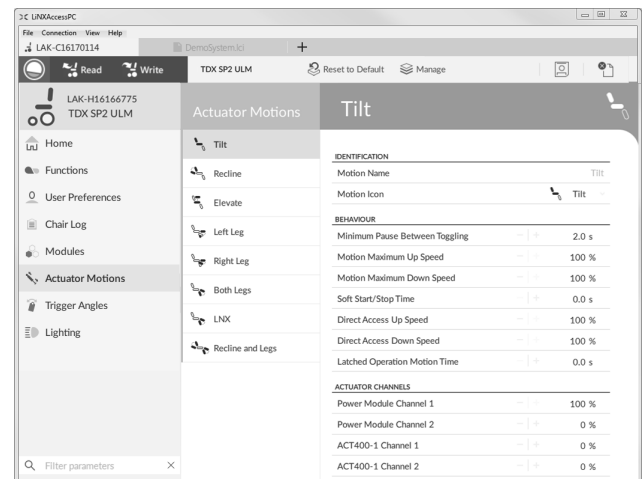 LiNXAccessPC
File Connection View Help
LAK-C16170114 DemoSystem.lci +
Read Write TDX SP2 ULM Reset to Default Manage
LAK-H16166775
TDX SP2 ULM
Home
Functions
User Preferences
Chair Log
Modules
Actuator Motions
Trigger Angles
Lighting
Filter parameters
Actuator Motions
Tilt
Recline
Elevate
Left Leg
Right Leg
Both Legs
LNX
Recline and Legs
Tilt
IDENTIFICATION
Motion Name Tilt
Motion Icon Tilt
BEHAVIOUR
Minimum Pause Between Toggling - + 2.0 s
Motion Maximum Up Speed - + 100 %
Motion Maximum Down Speed - + 100 %
Soft Start/Stop Time - + 0.0 s
Direct Access Up Speed - + 100 %
Direct Access Down Speed - + 100 %
Latched Operation Motion Time - + 0.0 s
ACTUATOR CHANNELS
Power Module Channel 1 - + 100 %
Power Module Channel 2 - + 0 %
ACT400-1 Channel 1 - + 0 %
ACT400-1 Channel 2 - + 0 %